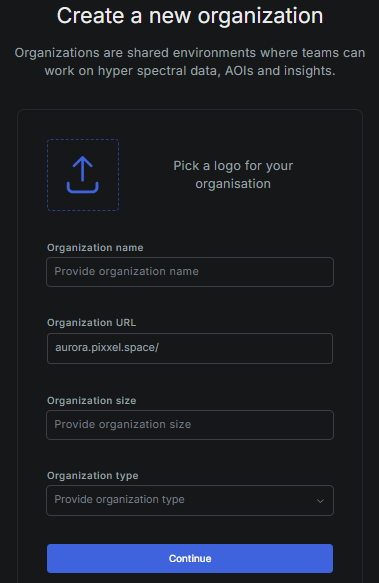 Create a new organization
Organizations are shared environments where teams can
work on hyper spectral data, AOIs and insights.
Pick a logo for your
organisation
Organization name
Provide organization name
Organization URL
aurora.pixxel.space/
Organization size
Provide organization size
Organization type
Provide organization type
Continue